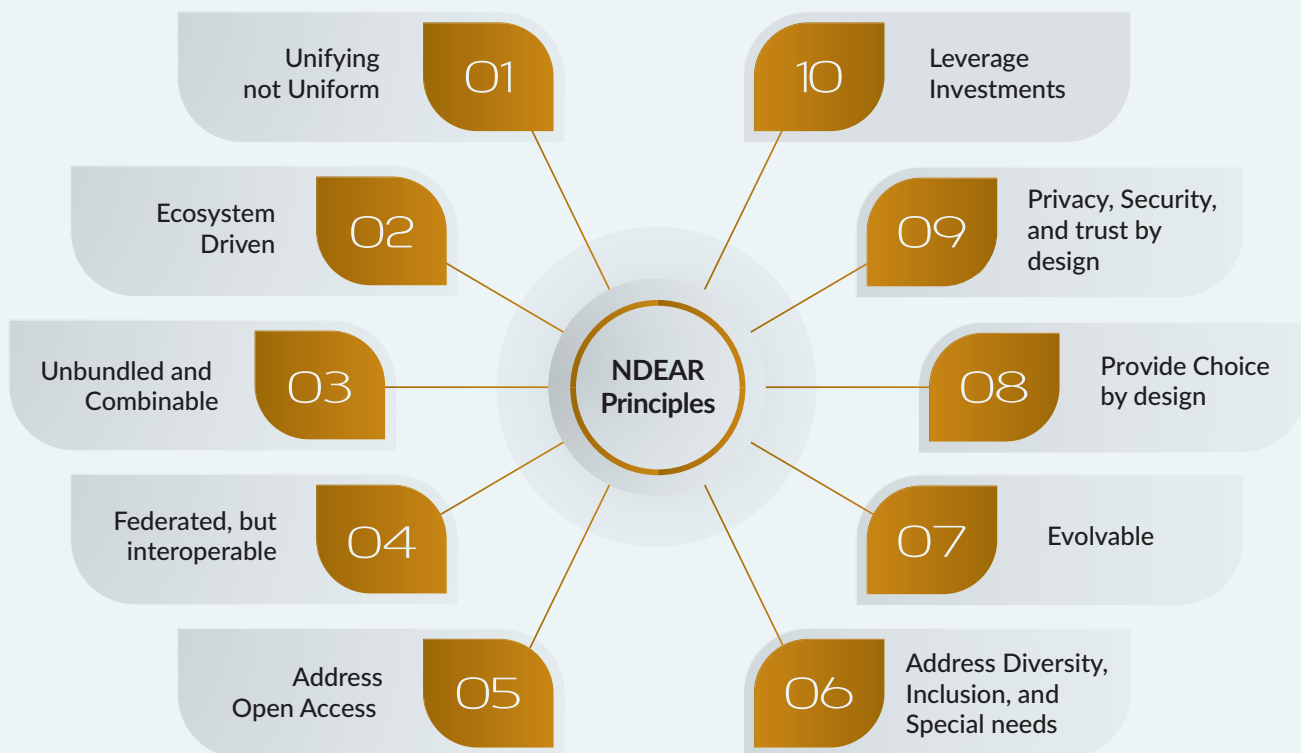 01
Unifying
not Uniform
02
Ecosystem
Driven
03
Unbundled and
Combinable
04
Federated, but
interoperable
05
Address
Open Access
NDEAR
Principles
10
Leverage
Investments
09
Privacy, Security,
and trust by
design
08
Provide Choice
by design
07
Evolvable
06
Address Diversity,
Inclusion, and
Special needs